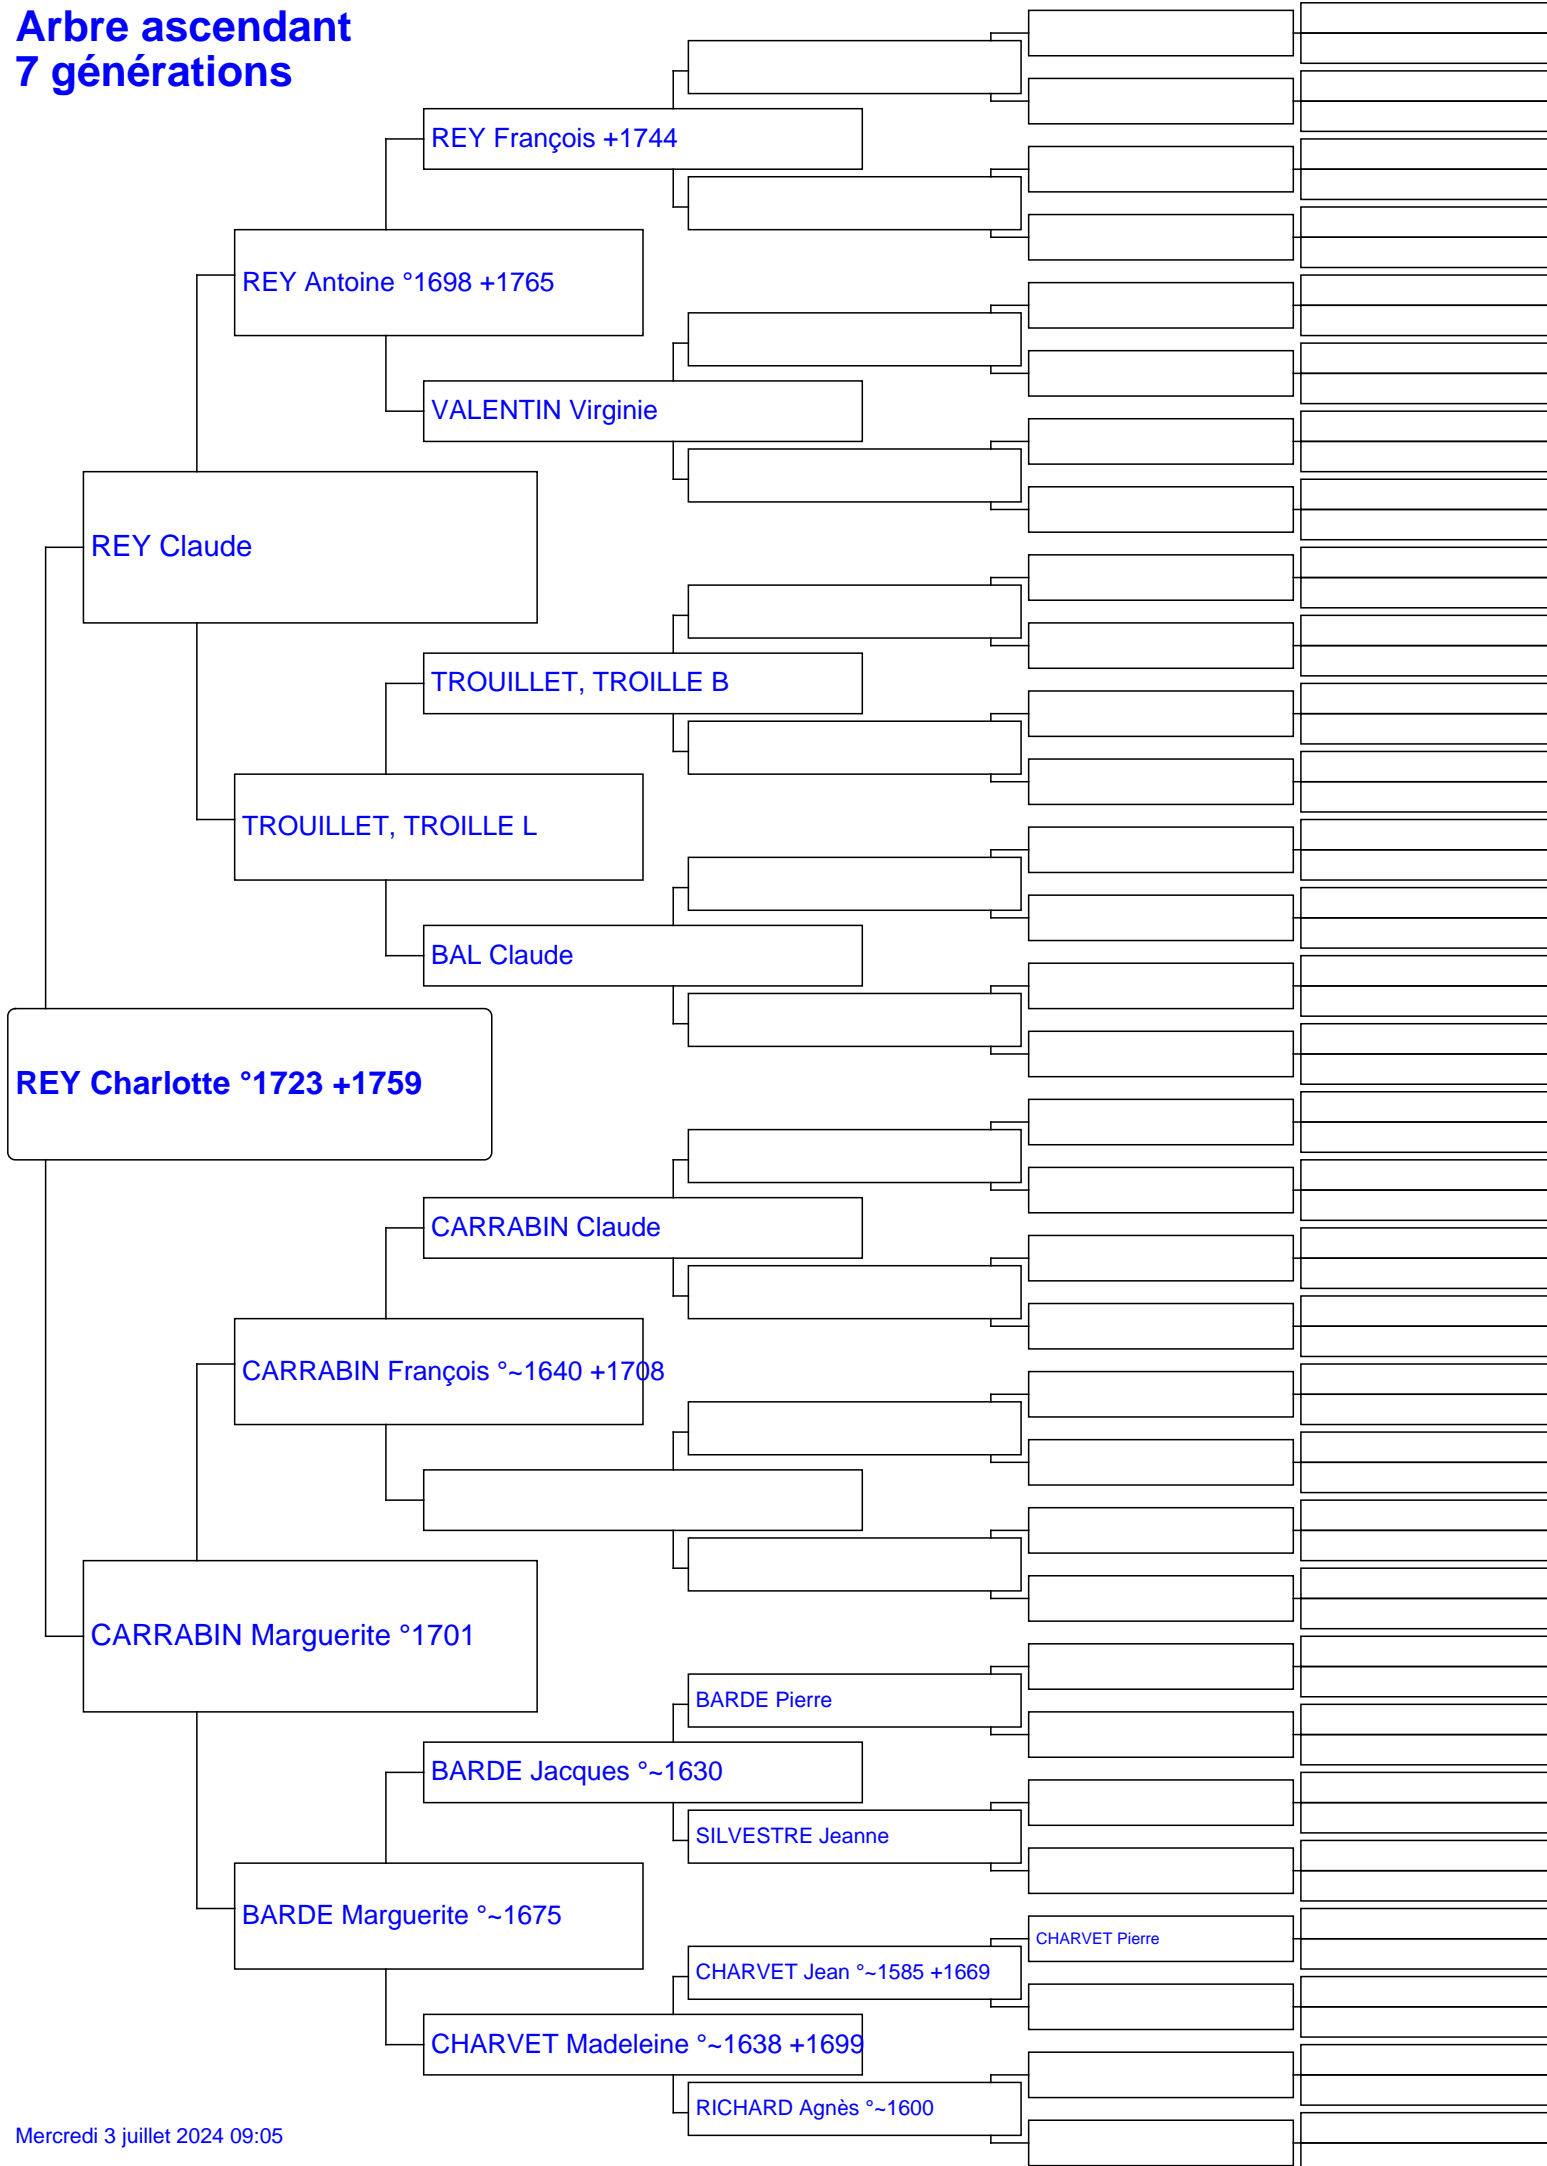 Arbre ascendant
7 générations
REY François +1744
REY Antoine °1698 +1765
VALENTIN Virginie
REY Claude
TROUILLET, TROILLE B
TROUILLET, TROILLE L
BAL Claude
REY Charlotte °1723 +1759
CARRABIN Claude
CARRABIN François °~1640 +1708
CARRABIN Marguerite °1701
BARDE Pierre
BARDE Jacques °~1630
SILVESTRE Jeanne
BARDE Marguerite °~1675
CHARVET Pierre
CHARVET Jean °~1585 +1669
CHARVET Madeleine °~1638 +1699
RICHARD Agnès °~1600
Mercredi 3 juillet 2024 09:05